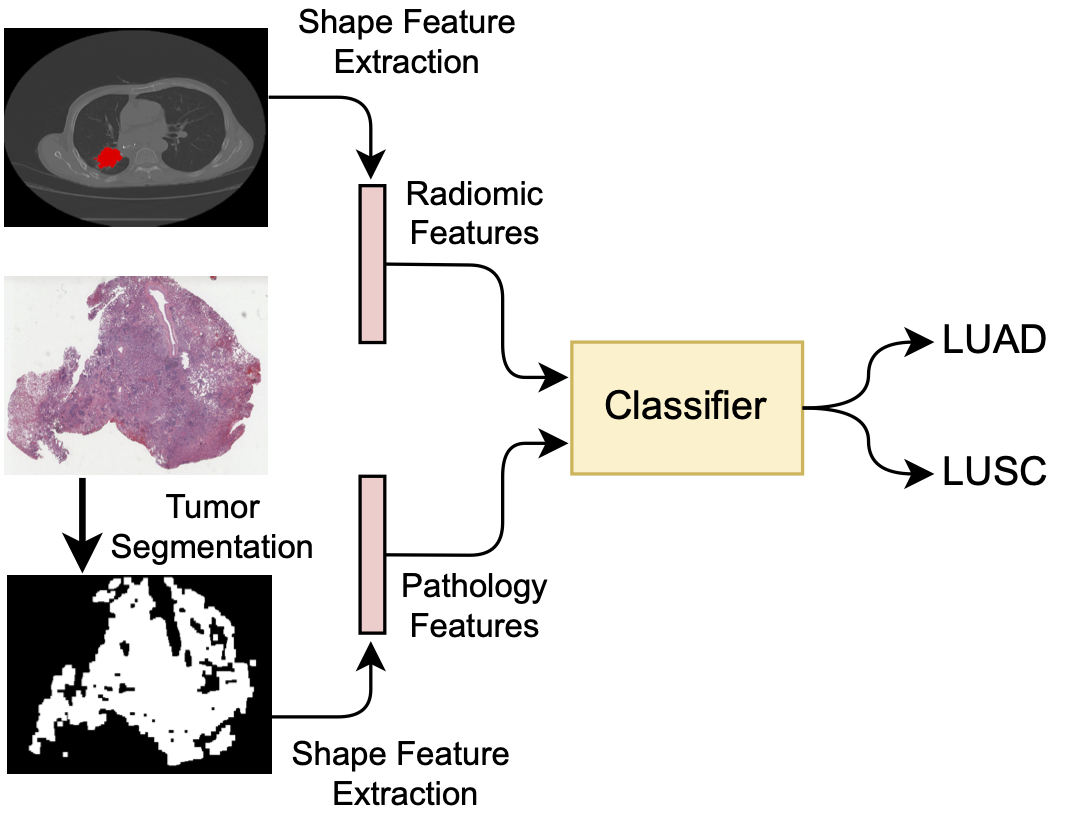 Shape Feature
Extraction
Radiomic
Features
Classifier
LUAD
LUSC
Tumor
Segmentation
Pathology
Features
Shape Feature
Extraction